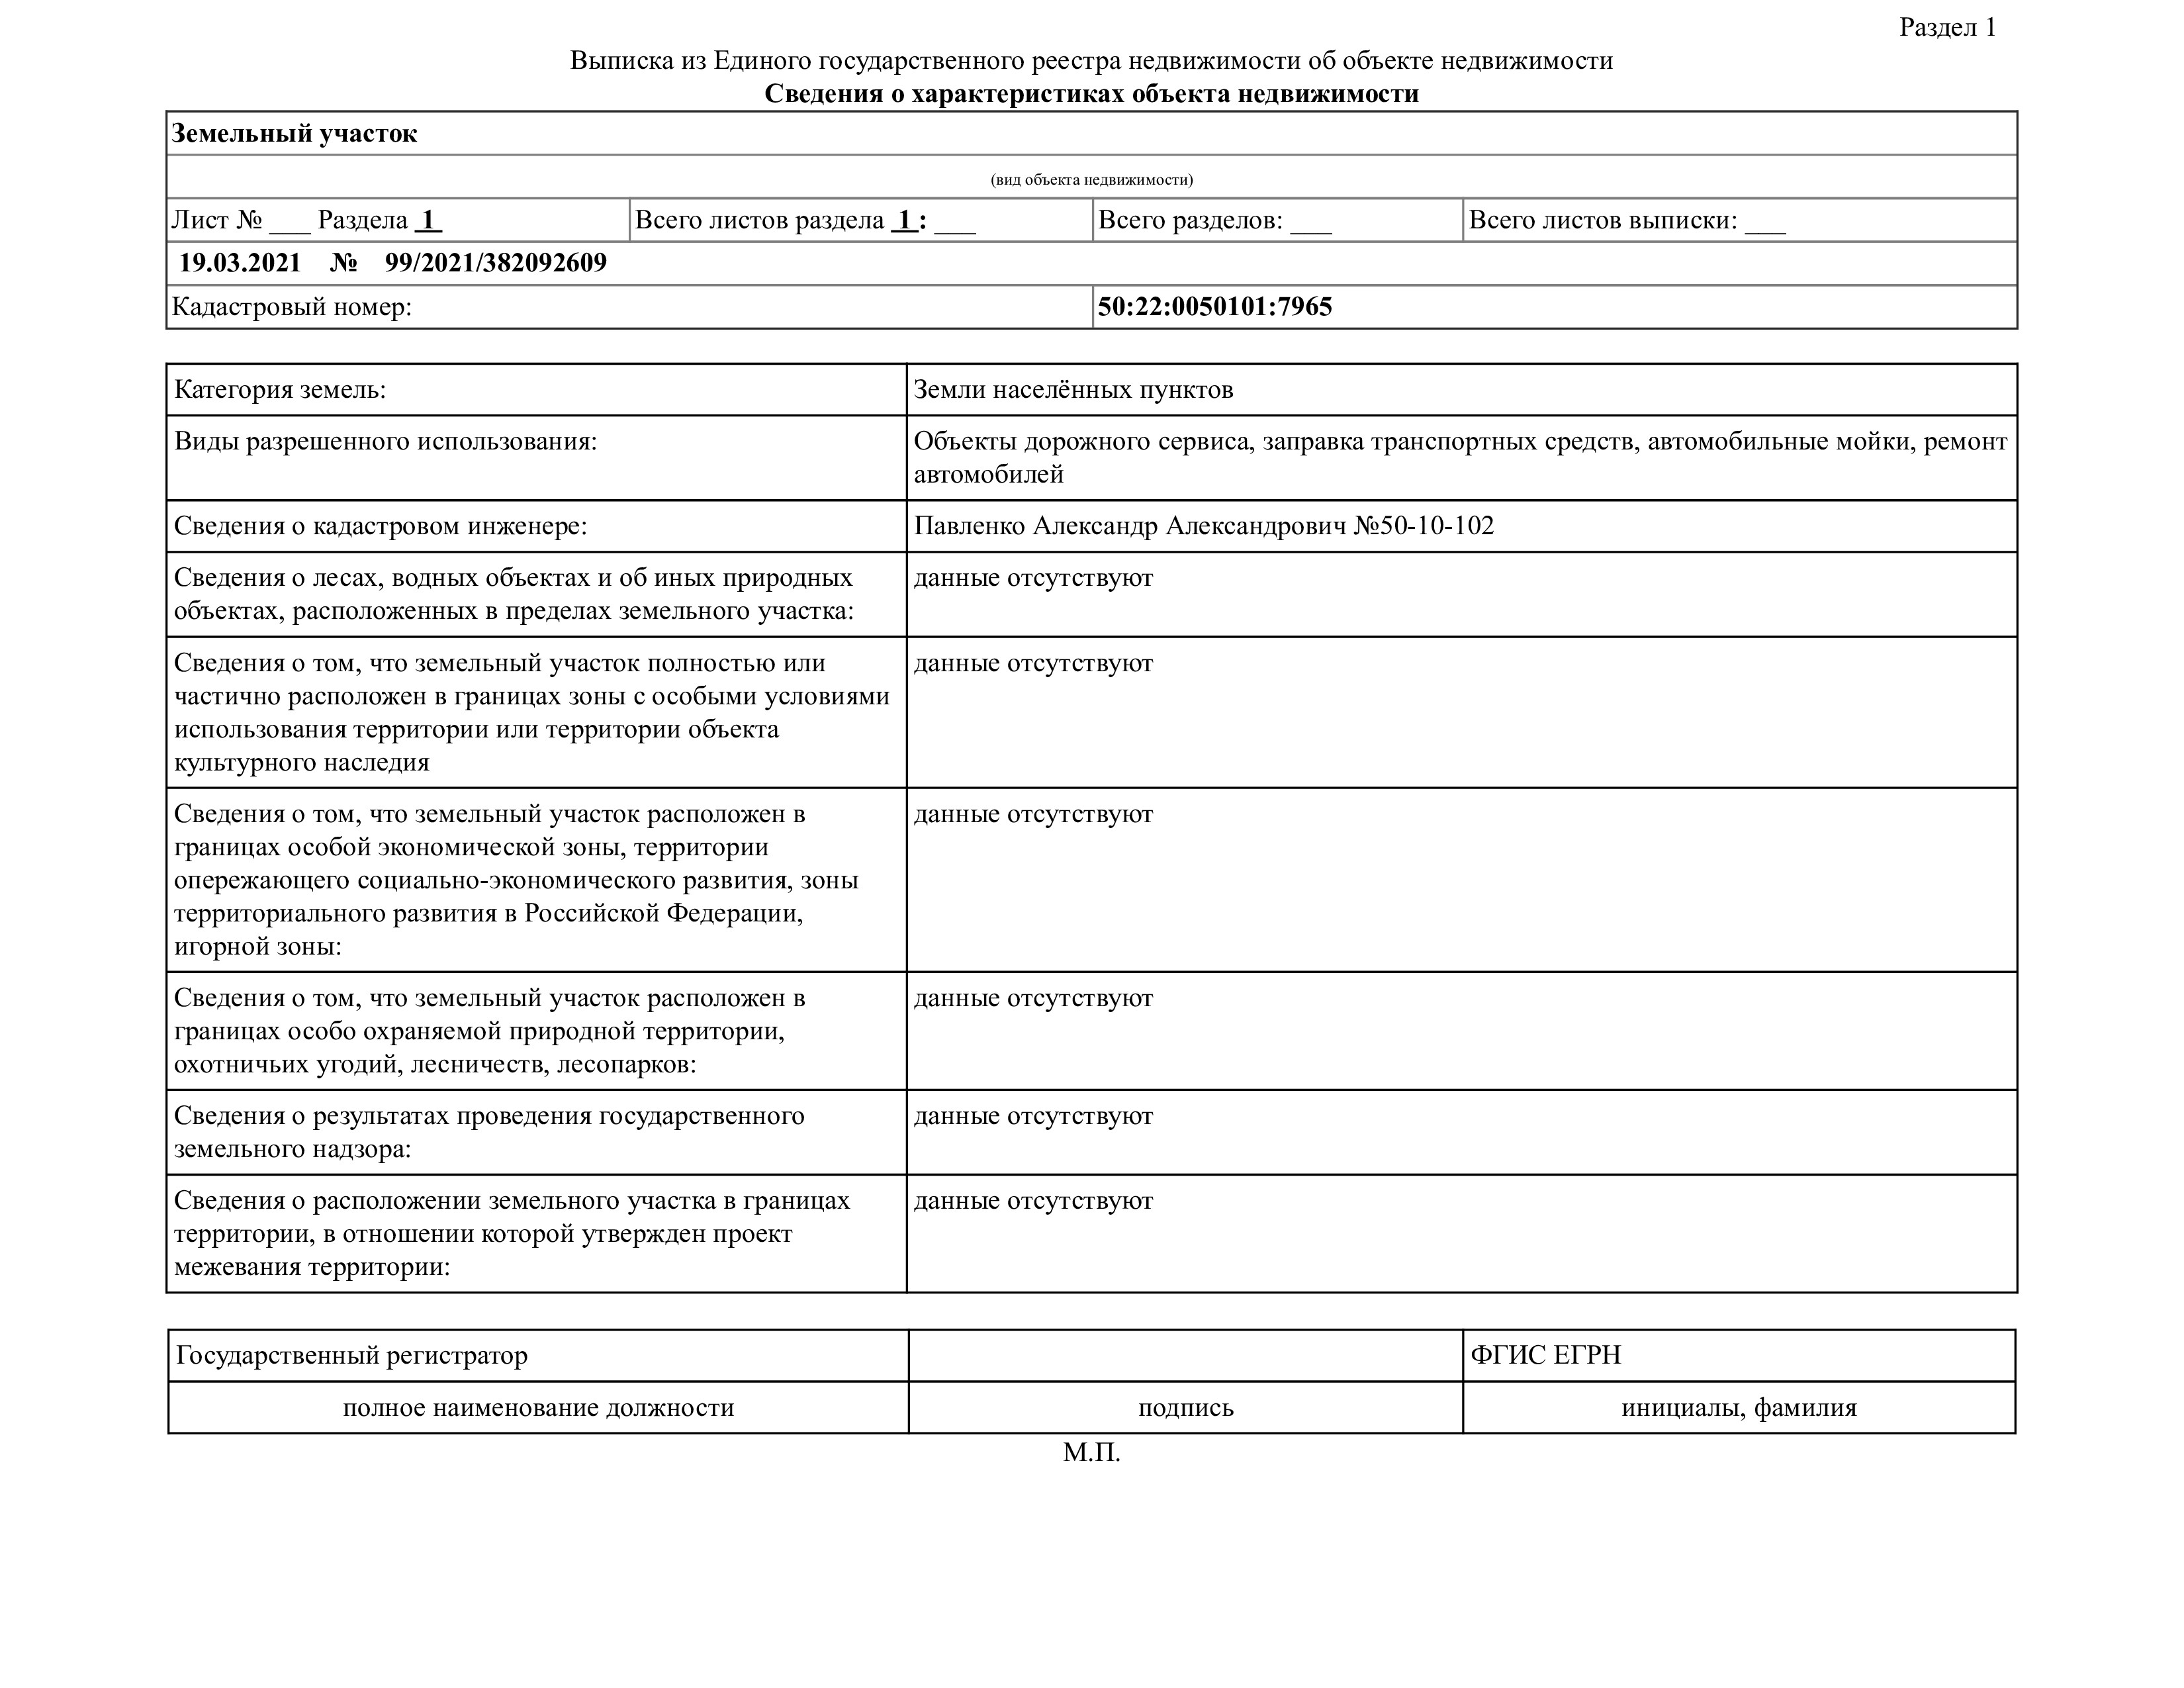 Раздел 1
Выписка из Единого государственного реестра недвижимости об объекте недвижимости
Сведения о характеристиках объекта недвижимости
Земельный участок
(вид объекта недвижимости)
Лист № ___ Раздела 1 Всего листов раздела 1 : ___ Всего разделов: ___ Всего листов выписки: ___
19.03.2021 № 99/2021/382092609
Кадастровый номер: 50:22:0050101:7965
Категория земель: Земли населённых пунктов
Виды разрешенного использования: Объекты дорожного сервиса, заправка транспортных средств, автомобильные мойки, ремонт
автомобилей
Сведения о кадастровом инженере: Павленко Александр Александрович №50-10-102
Сведения о лесах, водных объектах и об иных природных данные отсутствуют
объектах, расположенных в пределах земельного участка:
Сведения о том, что земельный участок полностью или данные отсутствуют
частично расположен в границах зоны с особыми условиями
использования территории или территории объекта
культурного наследия
Сведения о том, что земельный участок расположен в данные отсутствуют
границах особой экономической зоны, территории
опережающего социально-экономического развития, зоны
территориального развития в Российской Федерации,
игорной зоны:
Сведения о том, что земельный участок расположен в данные отсутствуют
границах особо охраняемой природной территории,
охотничьих угодий, лесничеств, лесопарков:
Сведения о результатах проведения государственного данные отсутствуют
земельного надзора:
Сведения о расположении земельного участка в границах данные отсутствуют
территории, в отношении которой утвержден проект
межевания территории:
Государственный регистратор ФГИС ЕГРН
полное наименование должности подпись инициалы, фамилия
М.П.